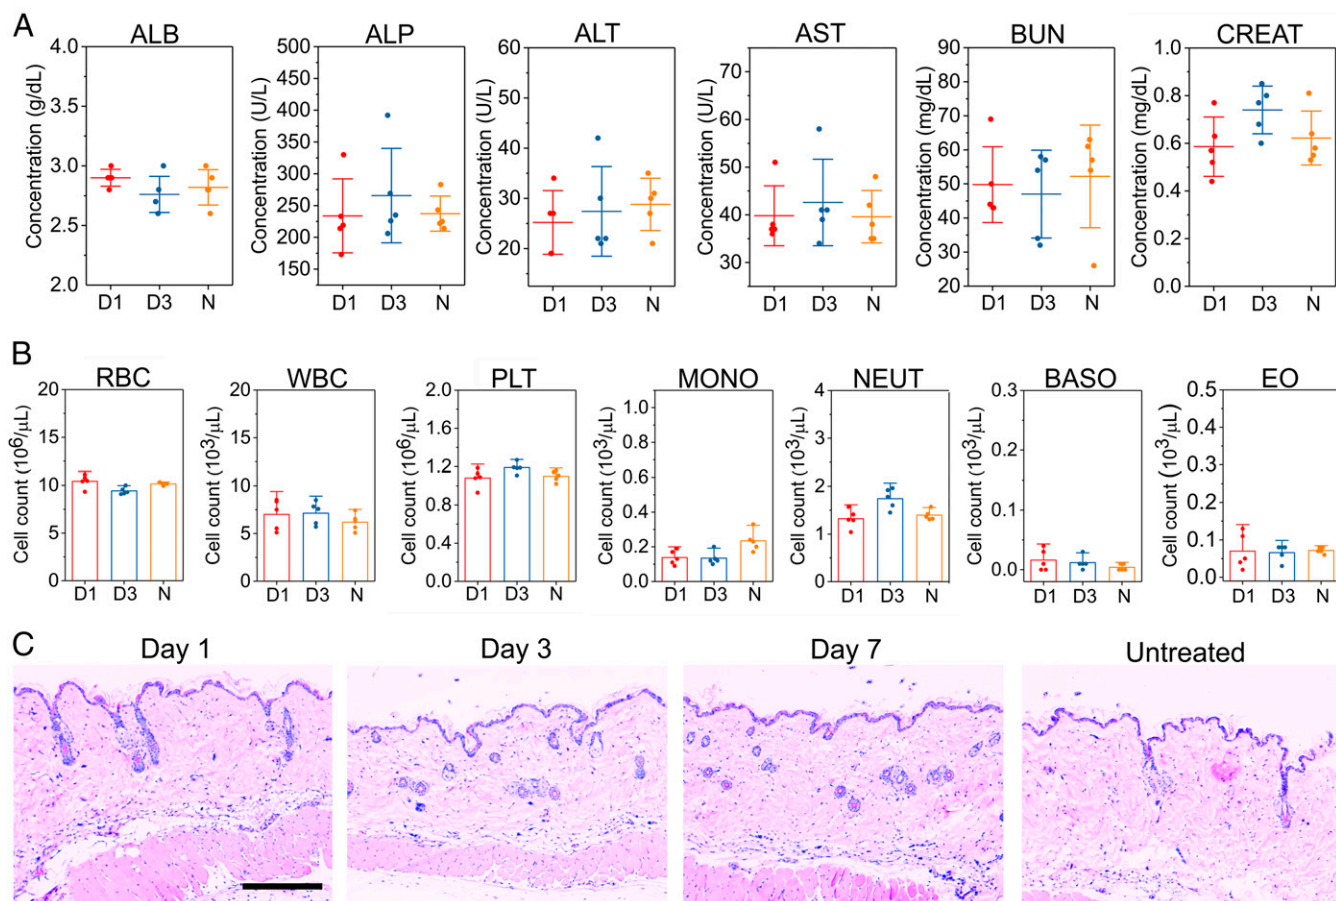 A
ALB
ALP
ALT
AST
BUN
CREAT
Concentration (g/dL)
4.0
3.5
3.0
2.5
2.0
D1 D3 N
Concentration (U/L)
500
450
400
350
300
250
200
150
D1 D3 N
Concentration (U/L)
60
50
40
30
20
D1 D3 N
Concentration (U/L)
75
65
55
45
35
D1 D3 N
Concentration (mg/dL)
90
80
70
60
50
40
30
20
D1 D3 N
Concentration (mg/dL)
1.0
0.8
0.6
0.4
0.2
0.0
D1 D3 N
B
RBC
WBC
PLT
MONO
NEUT
BASO
EO
Cell count (10⁶/μL)
20
15
10
5
0
D1 D3 N
Cell count (10³/μL)
20
15
10
5
0
D1 D3 N
Cell count (10⁶/μL)
2.0
1.6
1.2
0.8
0.4
0.0
D1 D3 N
Cell count (10³/μL)
1.0
0.8
0.6
0.4
0.2
0.0
D1 D3 N
Cell count (10³/μL)
4
3
2
1
0
D1 D3 N
Cell count (10³/μL)
0.3
0.2
0.1
0.0
D1 D3 N
Cell count (10³/μL)
0.5
0.4
0.3
0.2
0.1
0.0
D1 D3 N
C
Day 1
Day 3
Day 7
Untreated